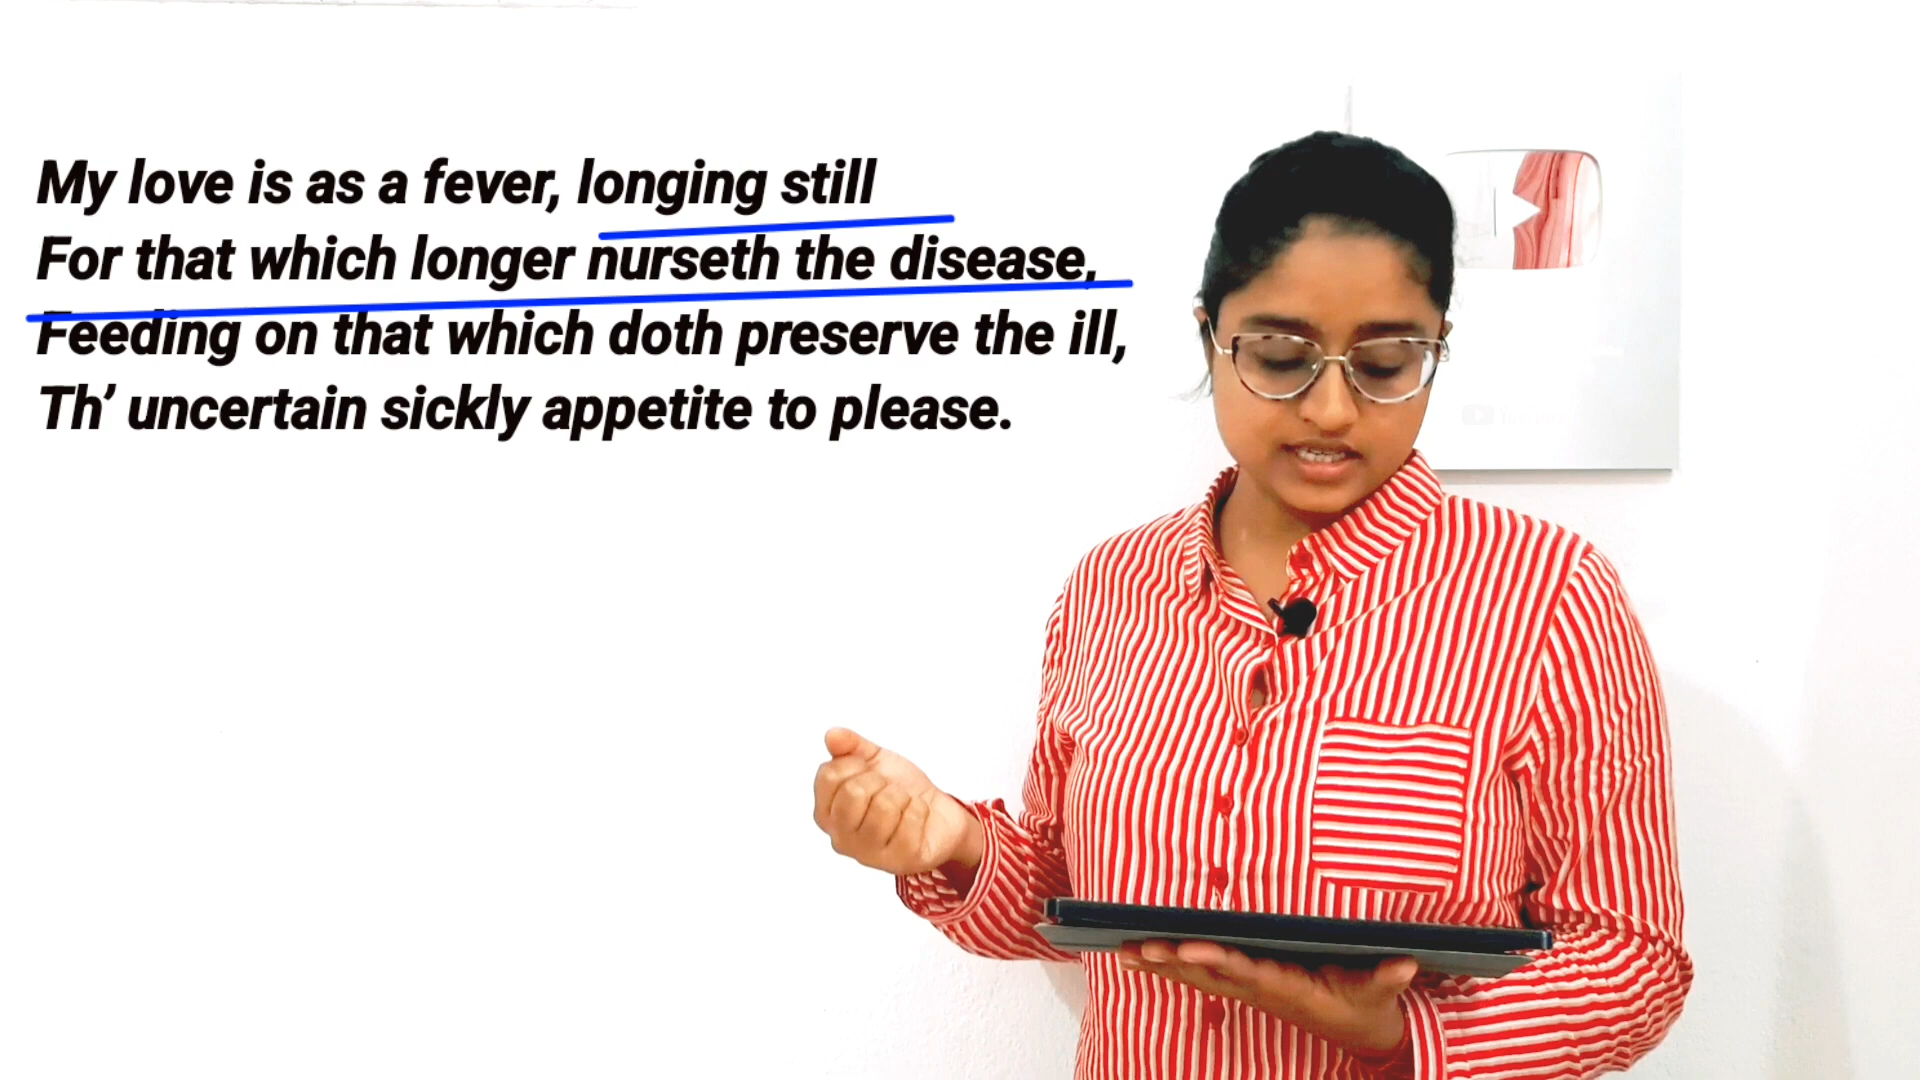 My love is as a fever, longing still
For that which longer nurseth the disease,
Feeding on that which doth preserve the ill,
Th’ uncertain sickly appetite to please.